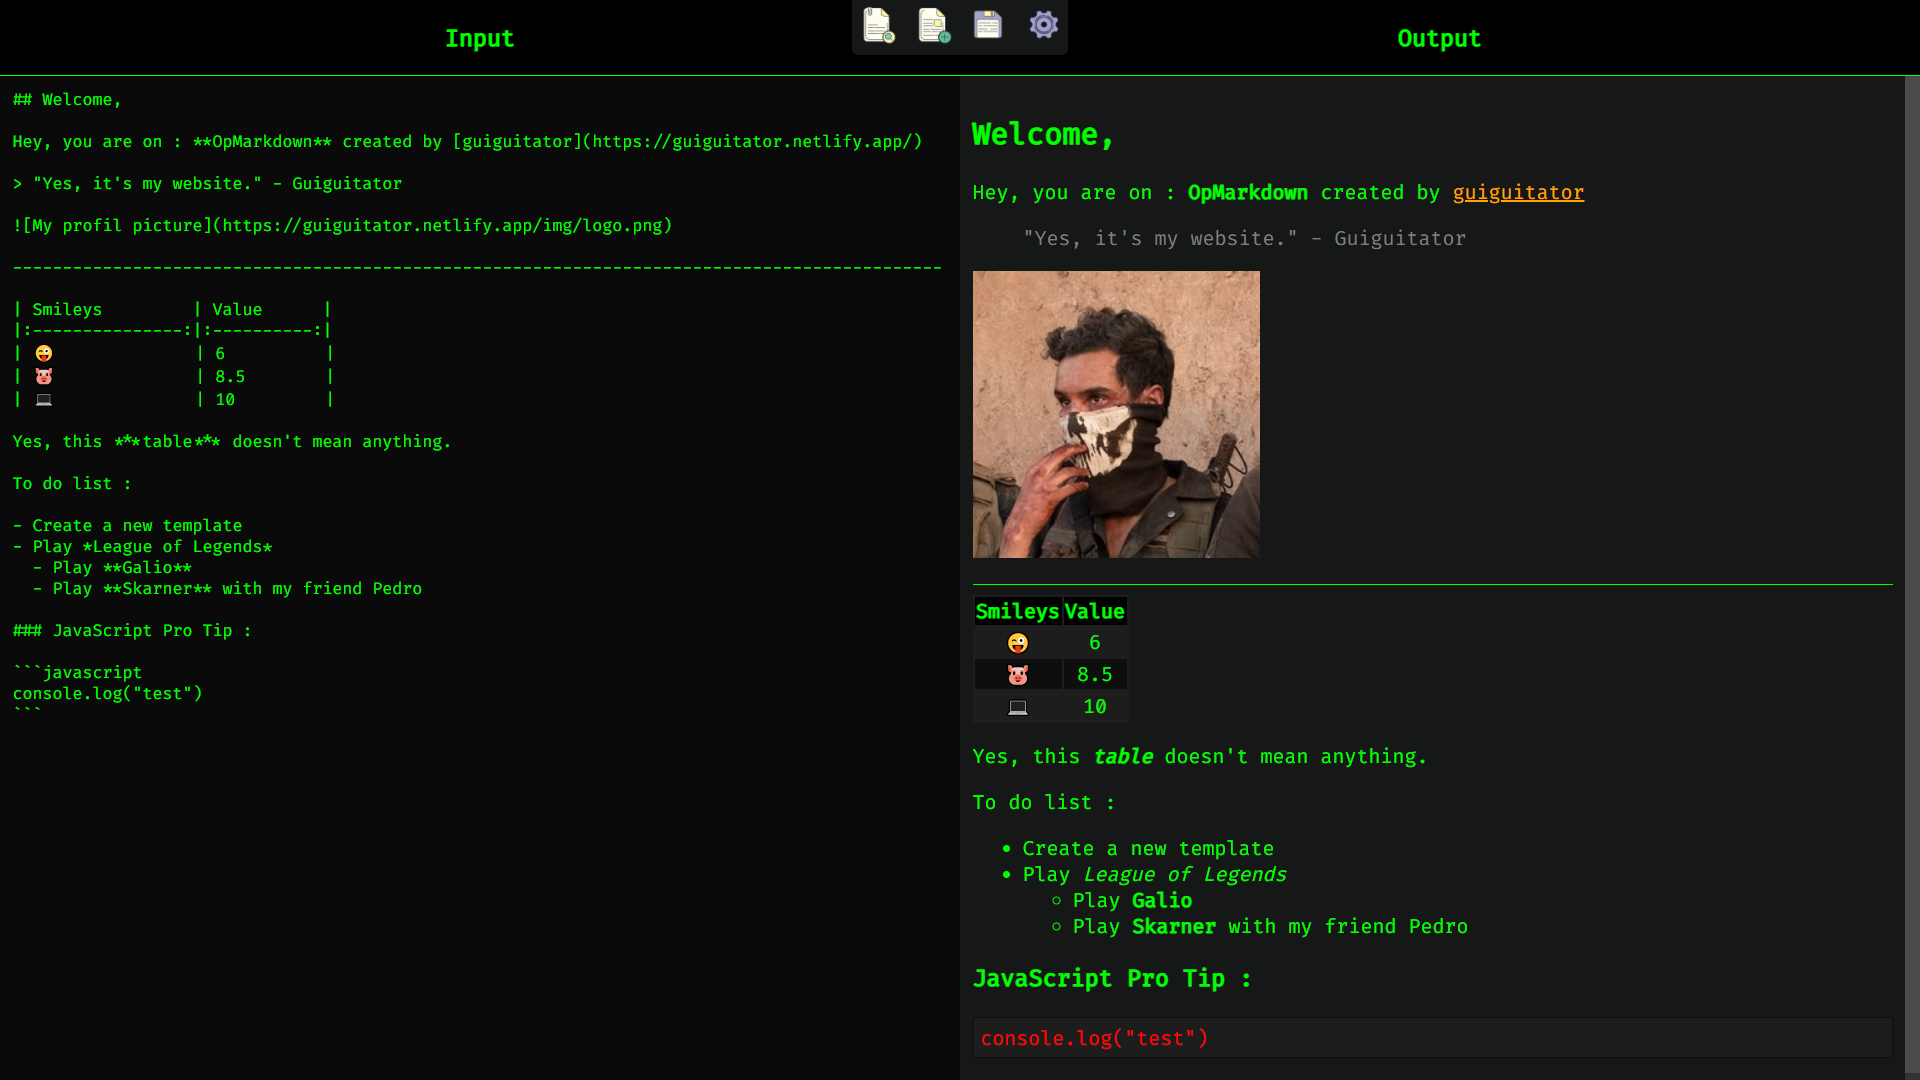 Input
Output
## Welcome,
Hey, you are on : **OpMarkdown** created by [guiguitator](https://guiguitator.netlify.app/)
> "Yes, it's my website." - Guiguitator
![My profil picture](https://guiguitator.netlify.app/img/logo.png)
---------------------------------------------------------------------------------------------
| Smileys         | Value      |
|:---------------:|:----------:|
| 😜               | 6          |
| 🐷               | 8.5        |
| 💻               | 10         |
Yes, this ***table*** doesn't mean anything.
To do list :
- Create a new template
- Play *League of Legends*
  - Play **Galio**
  - Play **Skarner** with my friend Pedro
### JavaScript Pro Tip :
```javascript
console.log("test")
```
Welcome,
Hey, you are on : OpMarkdown created by guiguitator
"Yes, it's my website." - Guiguitator
Smileys Value
😜 6
🐷 8.5
💻 10
Yes, this table doesn't mean anything.
To do list :
• Create a new template
• Play League of Legends
◦ Play Galio
◦ Play Skarner with my friend Pedro
JavaScript Pro Tip :
console.log("test")